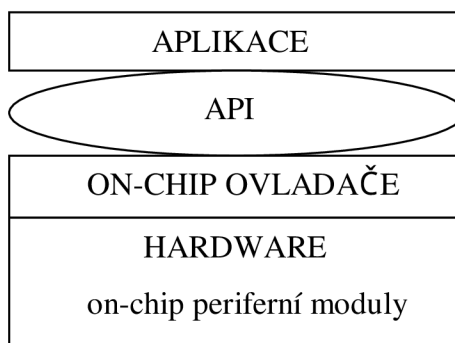 APLIKACE
API
ON-CHIP OVLADAČE
HARDWARE
on-chip periferní moduly